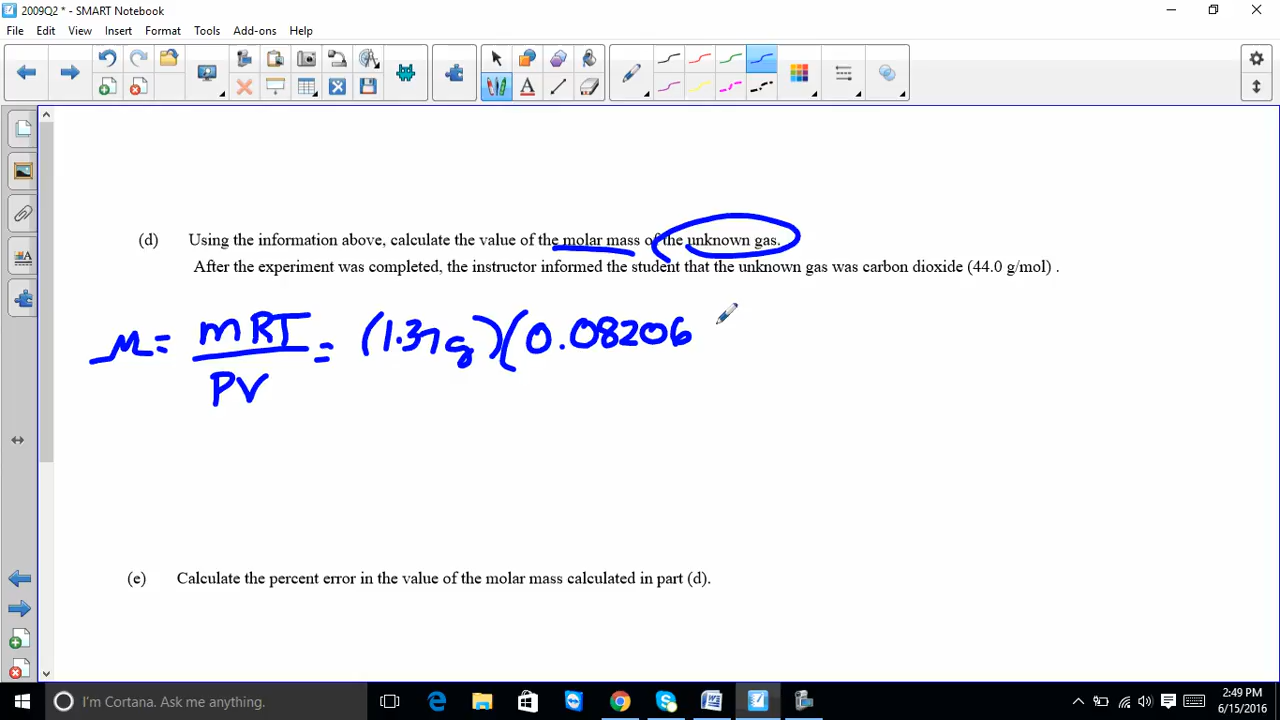 2009Q2 * - SMART Notebook
File Edit View Insert Format Tools Add-ons Help
(d) Using the information above, calculate the value of the molar mass of the unknown gas.
After the experiment was completed, the instructor informed the student that the unknown gas was carbon dioxide (44.0 g/mol) .
M = mRT / PV = (1.37g)(0.08206
(e) Calculate the percent error in the value of the molar mass calculated in part (d).
I'm Cortana. Ask me anything.
2:49 PM
6/15/2016